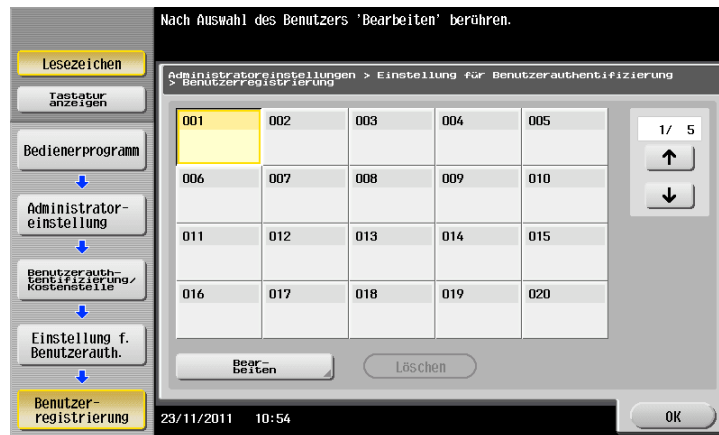 Nach Auswahl des Benutzers 'Bearbeiten' berühren.
Lesezeichen
Tastatur
anzeigen
Bedienerprogramm
Administrator-
einstellung
Benutzerauth-
tentifizierung/
Kostenstelle
Einstellung f.
Benutzerauth.
Benutzer-
registrierung
Administratoreinstellungen > Einstellung für Benutzerauthentifizierung
> Benutzerregistrierung
001 002 003 004 005
006 007 008 009 010
011 012 013 014 015
016 017 018 019 020
1/ 5
Bear-
beiten
Löschen
23/11/2011 10:54
OK